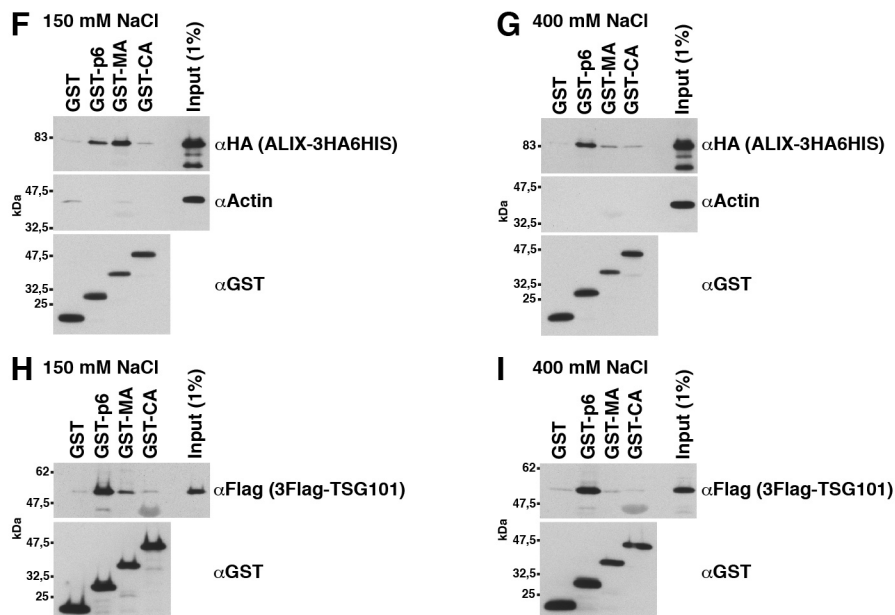 F 150 mM NaCl
GST
GST-p6
GST-MA
GST-CA
Input (1%)
83
αHA (ALIX-3HA6HIS)
47,5
αActin
32,5
kDa
47,5
αGST
32,5
25
G 400 mM NaCl
GST
GST-p6
GST-MA
GST-CA
Input (1%)
83
αHA (ALIX-3HA6HIS)
47,5
αActin
32,5
kDa
47,5
αGST
32,5
25
H 150 mM NaCl
GST
GST-p6
GST-MA
GST-CA
Input (1%)
62
αFlag (3Flag-TSG101)
47,5
kDa
47,5
αGST
32,5
25
I 400 mM NaCl
GST
GST-p6
GST-MA
GST-CA
Input (1%)
62
αFlag (3Flag-TSG101)
47,5
kDa
47,5
αGST
32,5
25